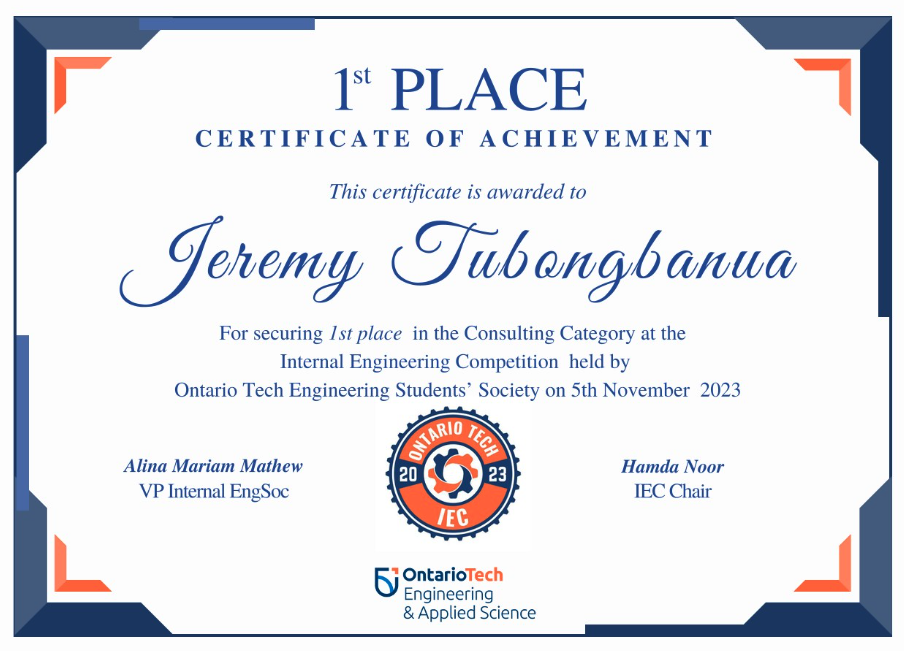 1st PLACE
CERTIFICATE OF ACHIEVEMENT
This certificate is awarded to
Jeremy Tubongbanua
For securing 1st place in the Consulting Category at the
Internal Engineering Competition held by
Ontario Tech Engineering Students' Society on 5th November 2023
Alina Mariam Mathew
VP Internal EngSoc
ONTARIO TECH
20 23
IEC
Hamda Noor
IEC Chair
OntarioTech
Engineering
& Applied Science